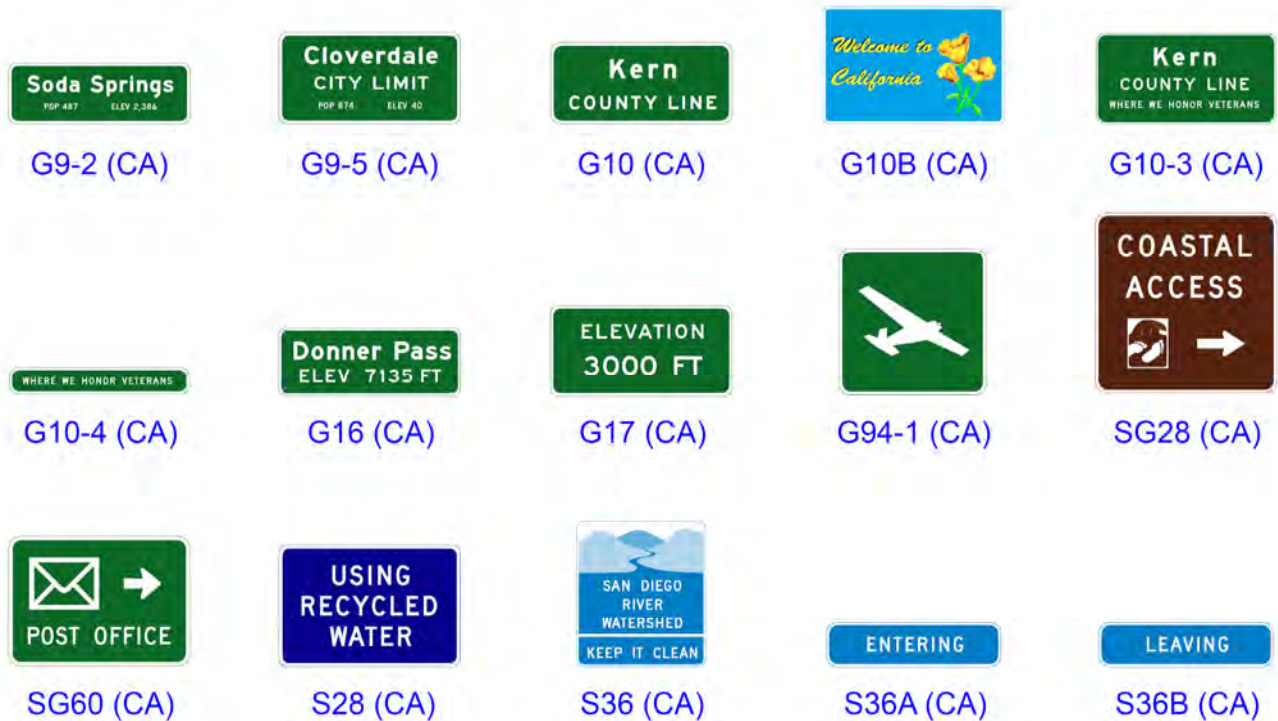 Soda Springs
POP 487 ELEV 2,386
G9-2 (CA)
Cloverdale
CITY LIMIT
POP 874 ELEV 40
G9-5 (CA)
Kern
COUNTY LINE
G10 (CA)
Welcome to
California
G10B (CA)
Kern
COUNTY LINE
WHERE WE HONOR VETERANS
G10-3 (CA)
WHERE WE HONOR VETERANS
G10-4 (CA)
Donner Pass
ELEV 7135 FT
G16 (CA)
ELEVATION
3000 FT
G17 (CA)
G94-1 (CA)
COASTAL
ACCESS
SG28 (CA)
POST OFFICE
SG60 (CA)
USING
RECYCLED
WATER
S28 (CA)
SAN DIEGO
RIVER
WATERSHED
KEEP IT CLEAN
S36 (CA)
ENTERING
S36A (CA)
LEAVING
S36B (CA)